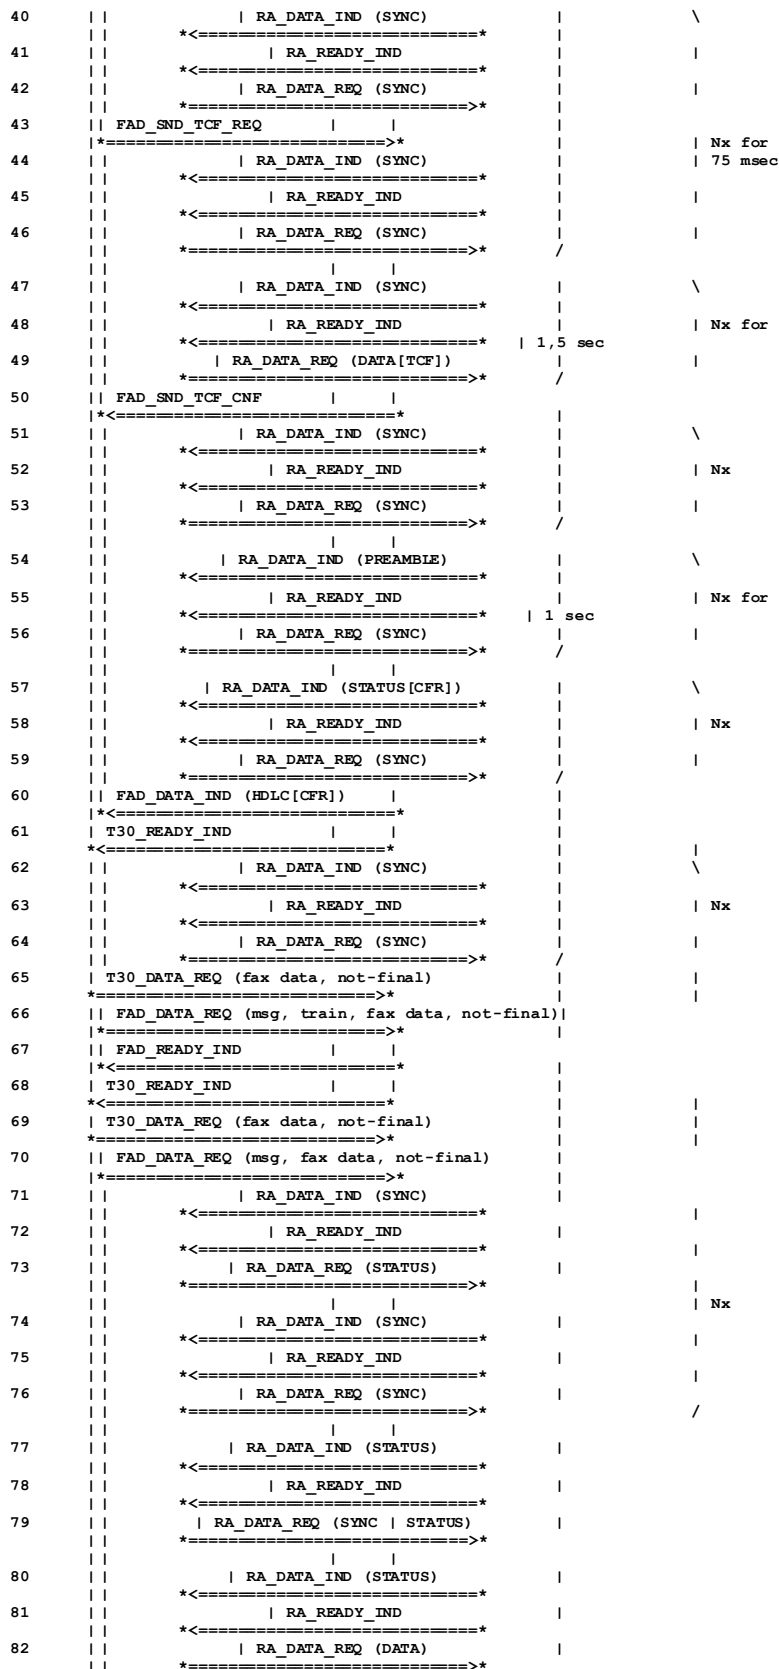 40 || | RA_DATA_IND (SYNC) | \
|| *<============================* |
41 || | RA_READY_IND | |
|| *<============================* |
42 || | RA_DATA_REQ (SYNC) | |
|| *============================>* |
43 || FAD_SND_TCF_REQ | | |
|*============================>* | Nx for
44 || | RA_DATA_IND (SYNC) | | 75 msec
|| *<============================* |
45 || | RA_READY_IND | |
|| *<============================* |
46 || | RA_DATA_REQ (SYNC) | |
|| *============================>* /
|| | |
47 || | RA_DATA_IND (SYNC) | \
|| *<============================* |
48 || | RA_READY_IND | | Nx for
|| *<============================* | 1,5 sec
49 || | RA_DATA_REQ (DATA[TCF]) | |
|| *============================>* /
50 || FAD_SND_TCF_CNF | |
|*<============================* |
51 || | RA_DATA_IND (SYNC) | \
|| *<============================* |
52 || | RA_READY_IND | | Nx
|| *<============================* |
53 || | RA_DATA_REQ (SYNC) | |
|| *============================>* /
|| | |
54 || | RA_DATA_IND (PREAMBLE) | \
|| *<============================* |
55 || | RA_READY_IND | | Nx for
|| *<============================* | 1 sec
56 || | RA_DATA_REQ (SYNC) | |
|| *============================>* /
|| | |
57 || | RA_DATA_IND (STATUS[CFR]) | \
|| *<============================* |
58 || | RA_READY_IND | | Nx
|| *<============================* |
59 || | RA_DATA_REQ (SYNC) | |
|| *============================>* /
60 || FAD_DATA_IND (HDLC[CFR]) | |
|*<============================* |
61 | T30_READY_IND | | |
*<============================* | |
62 || | RA_DATA_IND (SYNC) | \
|| *<============================* |
63 || | RA_READY_IND | | Nx
|| *<============================* |
64 || | RA_DATA_REQ (SYNC) | |
|| *============================>* /
65 | T30_DATA_REQ (fax data, not-final) | |
*============================>* | |
66 || FAD_DATA_REQ (msg, train, fax data, not-final)|
|*============================>* |
67 || FAD_READY_IND | |
|*<============================* |
68 | T30_READY_IND | | |
*<============================* | |
69 | T30_DATA_REQ (fax data, not-final) | |
*============================>* | |
70 || FAD_DATA_REQ (msg, fax data, not-final) |
|*============================>* |
71 || | RA_DATA_IND (SYNC) |
|| *<============================* |
72 || | RA_READY_IND |
|| *<============================* |
73 || | RA_DATA_REQ (STATUS) |
|| *============================>* |
|| | | | Nx
74 || | RA_DATA_IND (SYNC) |
|| *<============================* |
75 || | RA_READY_IND |
|| *<============================* |
76 || | RA_DATA_REQ (SYNC) |
|| *============================>* /
|| | |
77 || | RA_DATA_IND (STATUS) |
|| *<============================*
78 || | RA_READY_IND |
|| *<============================*
79 || | RA_DATA_REQ (SYNC | STATUS) |
|| *============================>*
|| | |
80 || | RA_DATA_IND (STATUS) |
|| *<============================*
81 || | RA_READY_IND |
|| *<============================*
82 || | RA_DATA_REQ (DATA) |
|| *============================>*